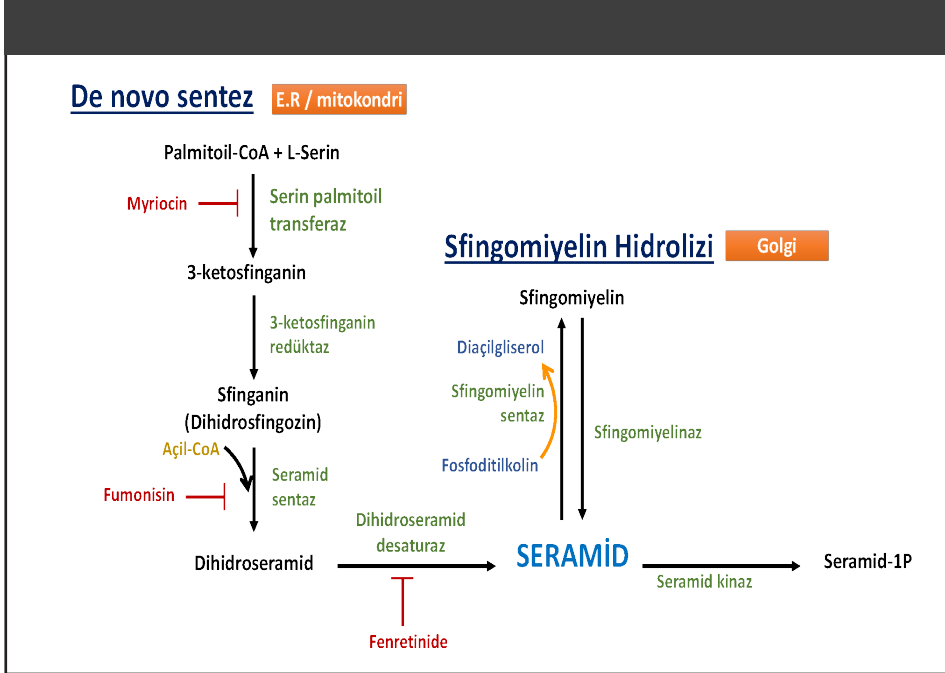 De novo sentez
E.R / mitokondri
Palmitoil-CoA + L-Serin
Myriocin
Serin palmitoil
transferaz
3-ketosfinganin
3-ketosfinganin
redüktaz
Sfinganin
(Dihidrosfingozin)
Açil-CoA
Fumonisin
Seramid
sentaz
Dihidroseramid
Dihidroseramid
desaturaz
Fenretinide
Sfingomiyelin Hidrolizi
Golgi
Sfingomiyelin
Diaçilgliserol
Sfingomiyelin
sentaz
Fosfoditilkolin
Sfingomiyelinaz
SERAMİD
Seramid kinaz
Seramid-1P